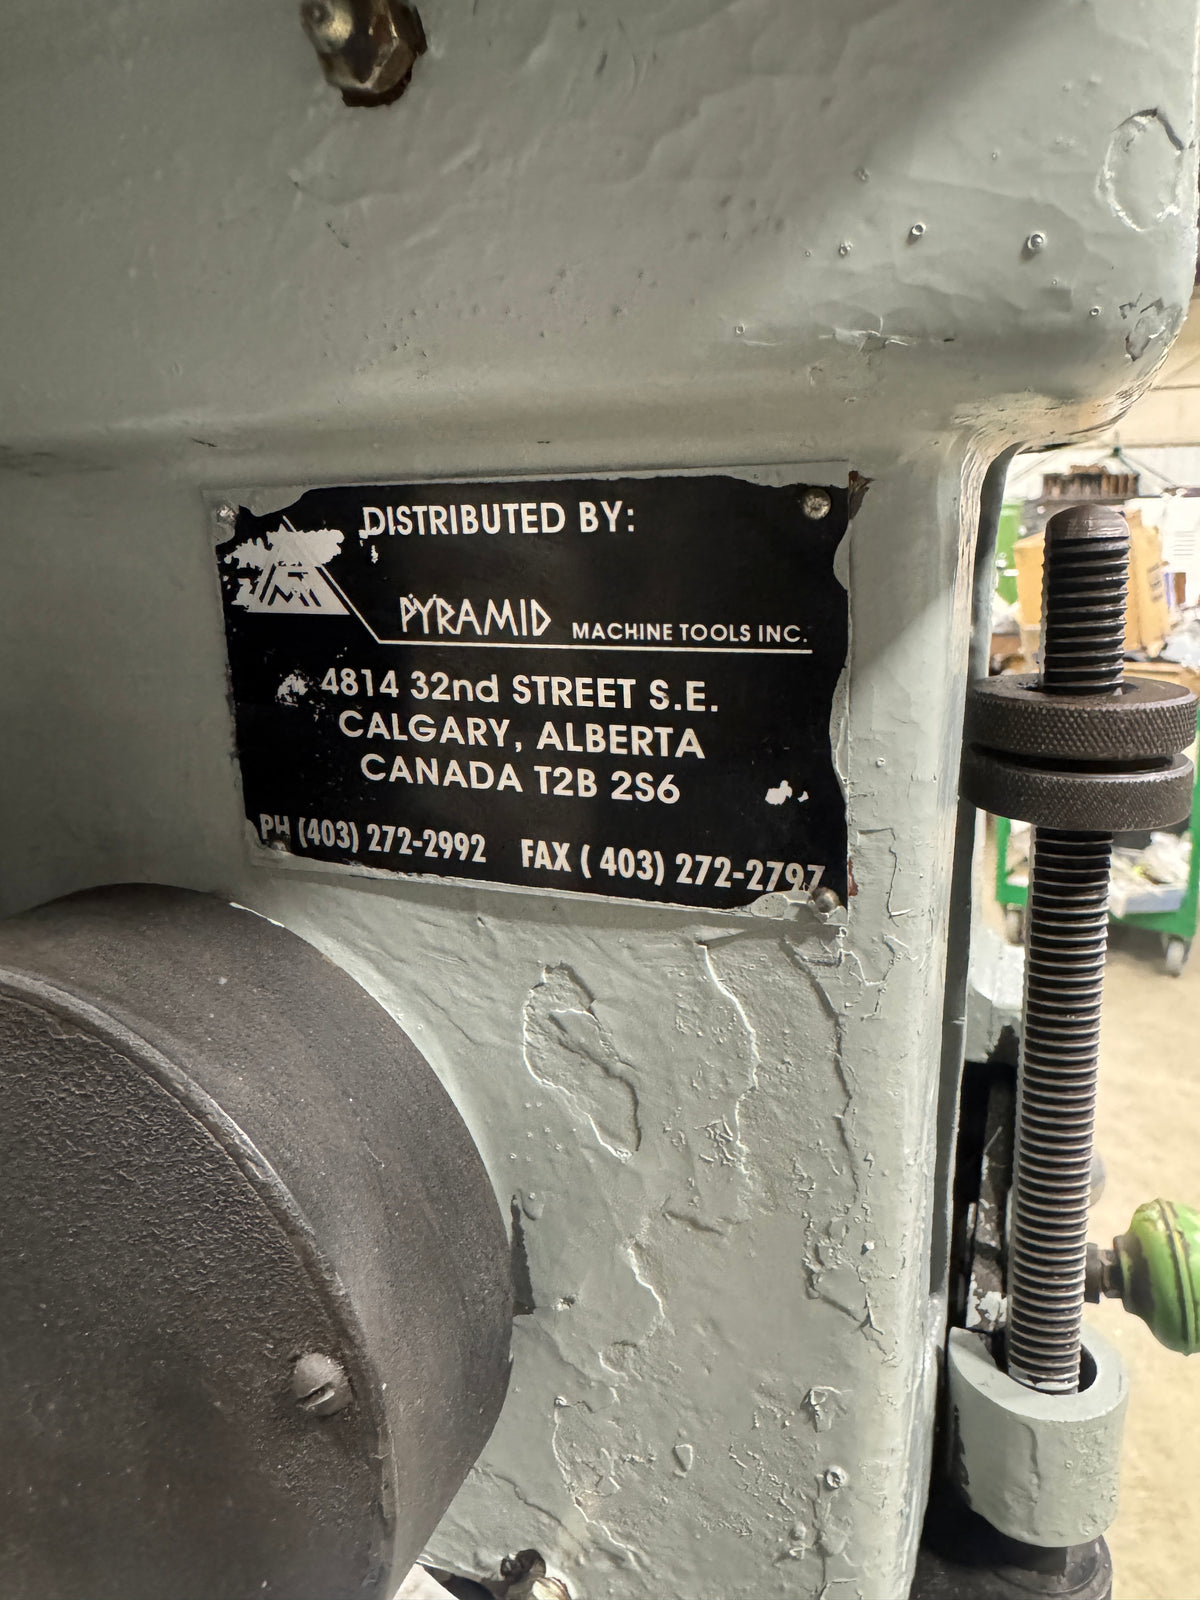 DISTRIBUTED BY:
PYRAMID MACHINE TOOLS INC.
4814 32nd STREET S.E.
CALGARY, ALBERTA
CANADA T2B 2S6
PH (403) 272-2992 FAX ( 403) 272-2797